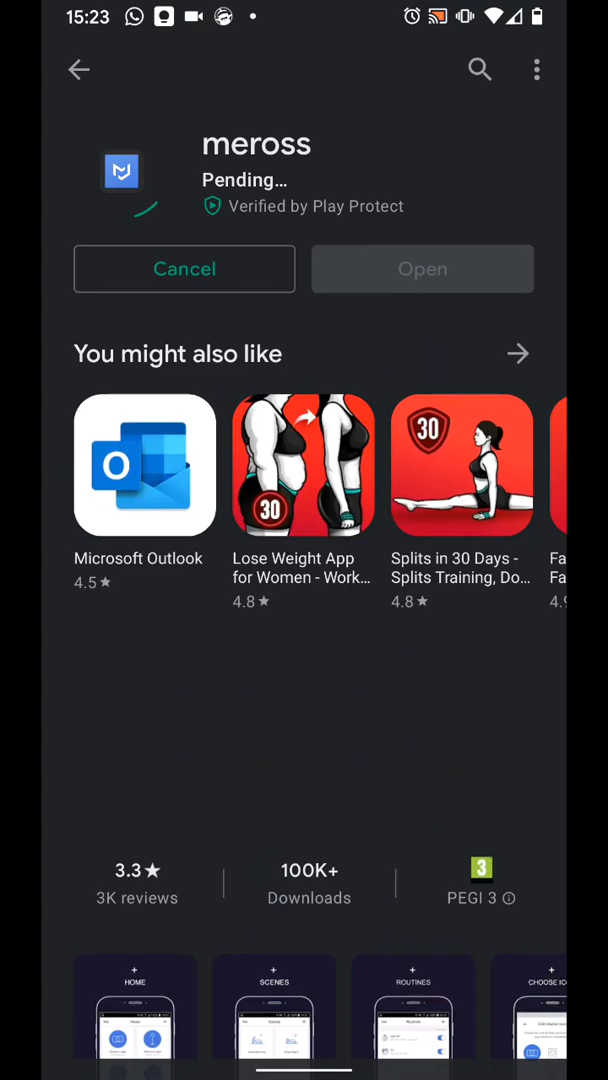 15:23
meross
Pending…
Verified by Play Protect
Cancel
Open
You might also like
O
30
30
Microsoft Outlook
4.5★
Lose Weight App
for Women - Work…
4.8★
Splits in 30 Days -
Splits Training, Do…
4.8★
Fa
Fa
4.9
3.3★
3K reviews
100K+
Downloads
3
PEGI 3
HOME
SCENES
ROUTINES
CHOOSE IC